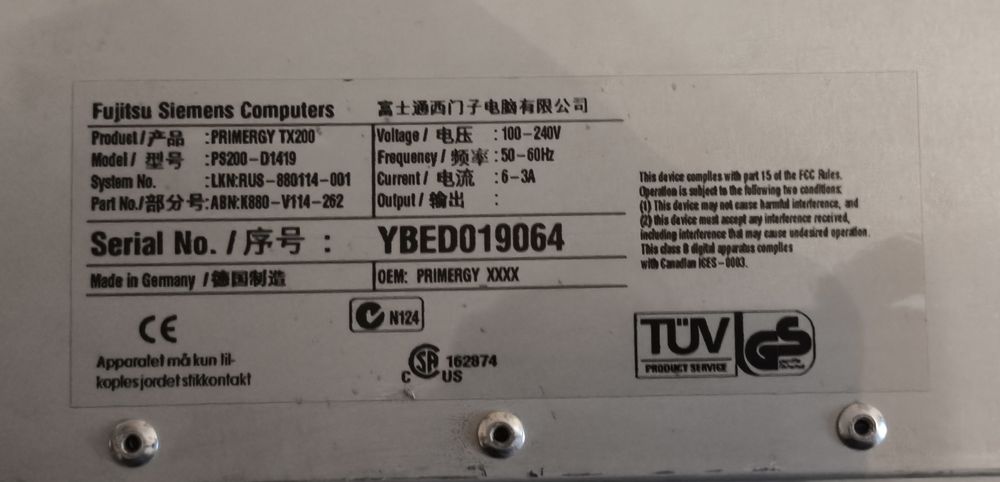 Fujitsu Siemens Computers 富士通西门子电脑有限公司
Product / 产品 :PRIMERGY TX200
Model / 型号 :PS200-D1419
System No. :LKN:RUS-880114-001
Part No./部分号:ABN:K880-V114-262
Voltage / 电压 : 100-240V
Frequency / 频率 : 50-60Hz
Current / 电流 : 6-3A
Output / 输出 :
Serial No. / 序号 : YBED019064
Made in Germany / 德国制造
OEM: PRIMERGY XXXX
This device complies with part 15 of the FCC Rules.
Operation is subject to the following two conditions:
(1) This device may not cause harmful interference, and
(2) this device must accept any interference received,
including interference that may cause undesired operation.
This class B digital apparatus complies
with Canadian ICES-0003.
CE
Apparatet må kun til-
koples jordet stikkontakt
N124
C SA 162874
C US
TÜV
PRODUCT SERVICE
GS